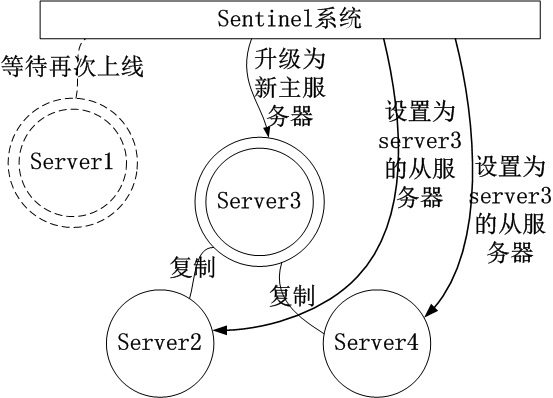 Sentinel系统
等待再次上线
升级为
新主服
务器
设置为
server3
的从服
务器
设置为
server3
的从服
务器
Server1
Server3
复制
复制
Server2
Server4